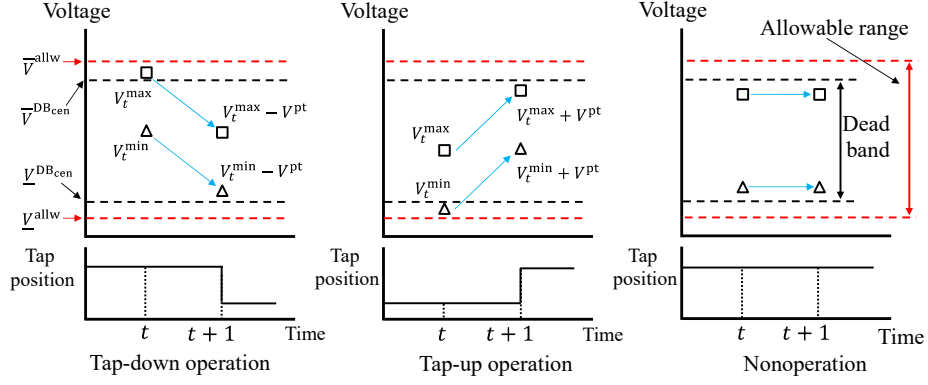 Voltage
V̅^allw
V̅^DBcen
V̲^DBcen
V̲^allw
V_t^max
V_t^max − V^pt
V_t^min
V_t^min − V^pt
Tap
position
t
t + 1
Time
Tap-down operation
Voltage
V_t^max
V_t^max + V^pt
V_t^min
V_t^min + V^pt
Tap
position
t
t + 1
Time
Tap-up operation
Voltage
Allowable range
Dead
band
Tap
position
t
t + 1
Time
Nonoperation